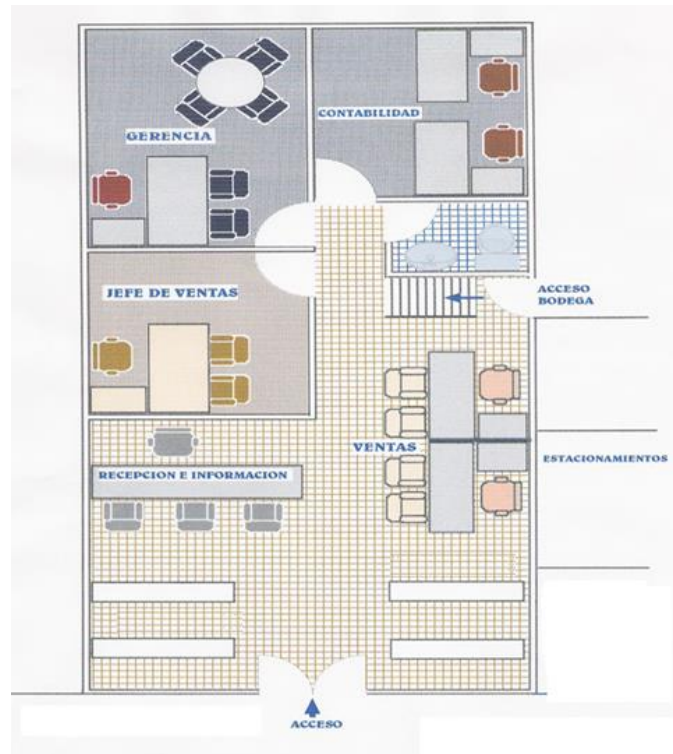 CONTABILIDAD
GERENCIA
JEFE DE VENTAS
ACCESO
BODEGA
VENTAS
ESTACIONAMIENTOS
RECEPCION E INFORMACION
ACCESO